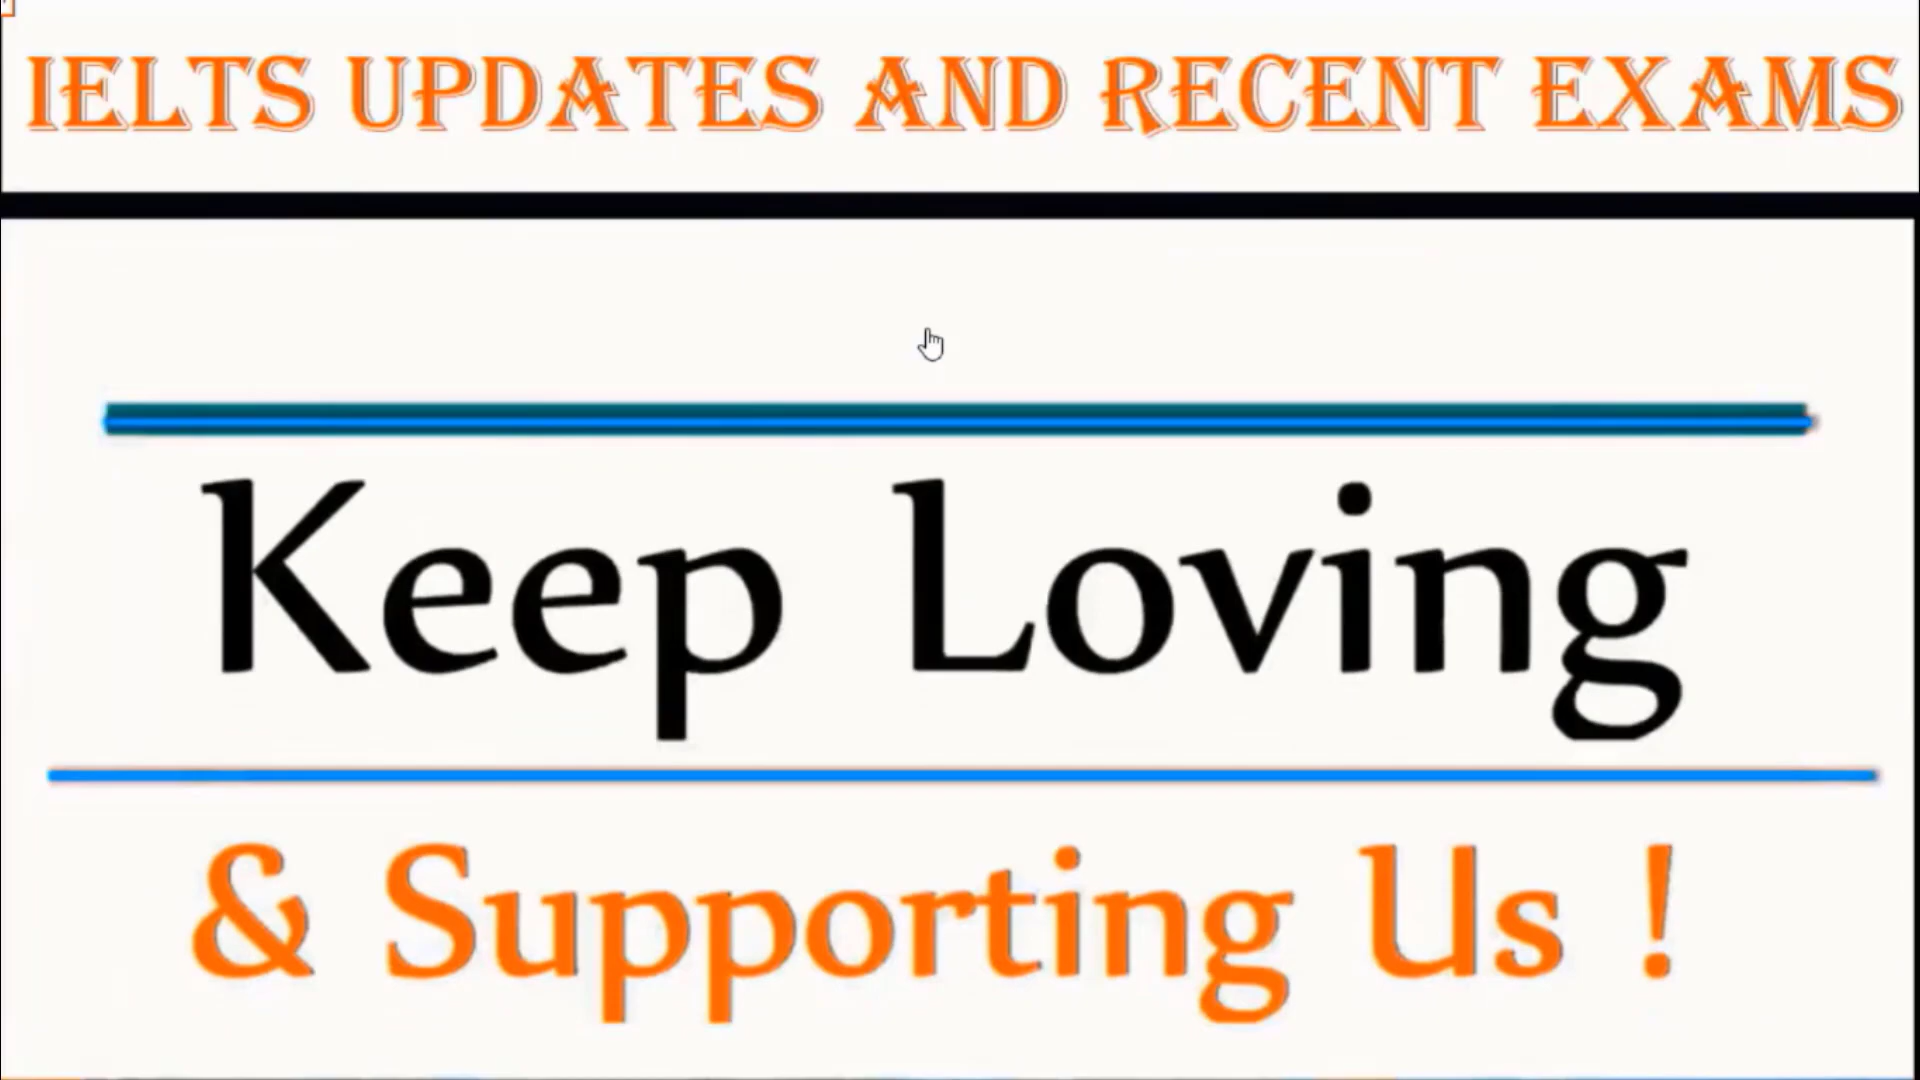 IELTS UPDATES AND RECENT EXAMS
Keep Loving
& Supporting Us !